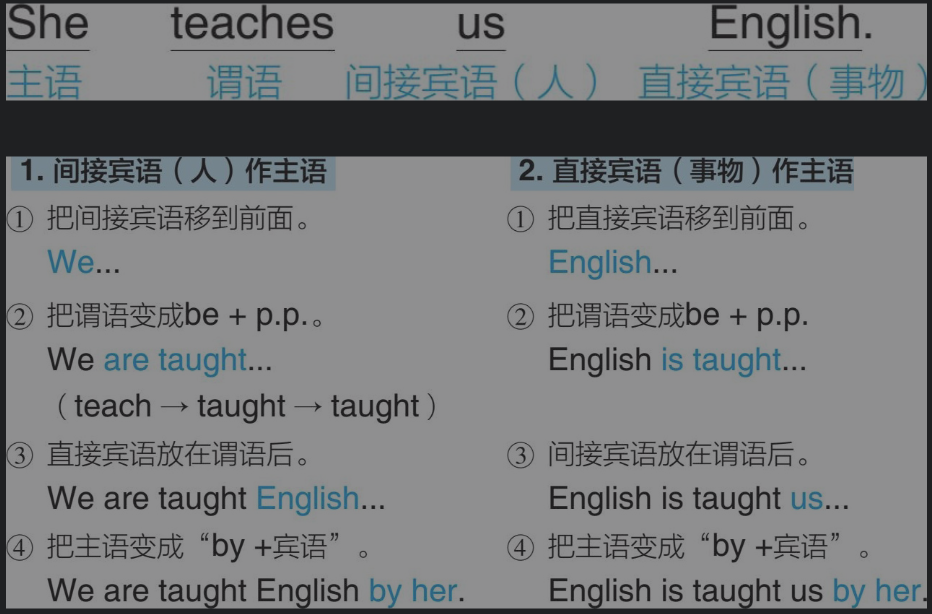 She teaches us English.
主语 谓语 间接宾语（人） 直接宾语（事物）
1. 间接宾语（人）作主语
① 把间接宾语移到前面。
We...
② 把谓语变成be + p.p.。
We are taught...
（teach → taught → taught）
③ 直接宾语放在谓语后。
We are taught English...
④ 把主语变成“by +宾语”。
We are taught English by her.
2. 直接宾语（事物）作主语
① 把直接宾语移到前面。
English...
② 把谓语变成be + p.p.
English is taught...
③ 间接宾语放在谓语后。
English is taught us...
④ 把主语变成“by +宾语”。
English is taught us by her.